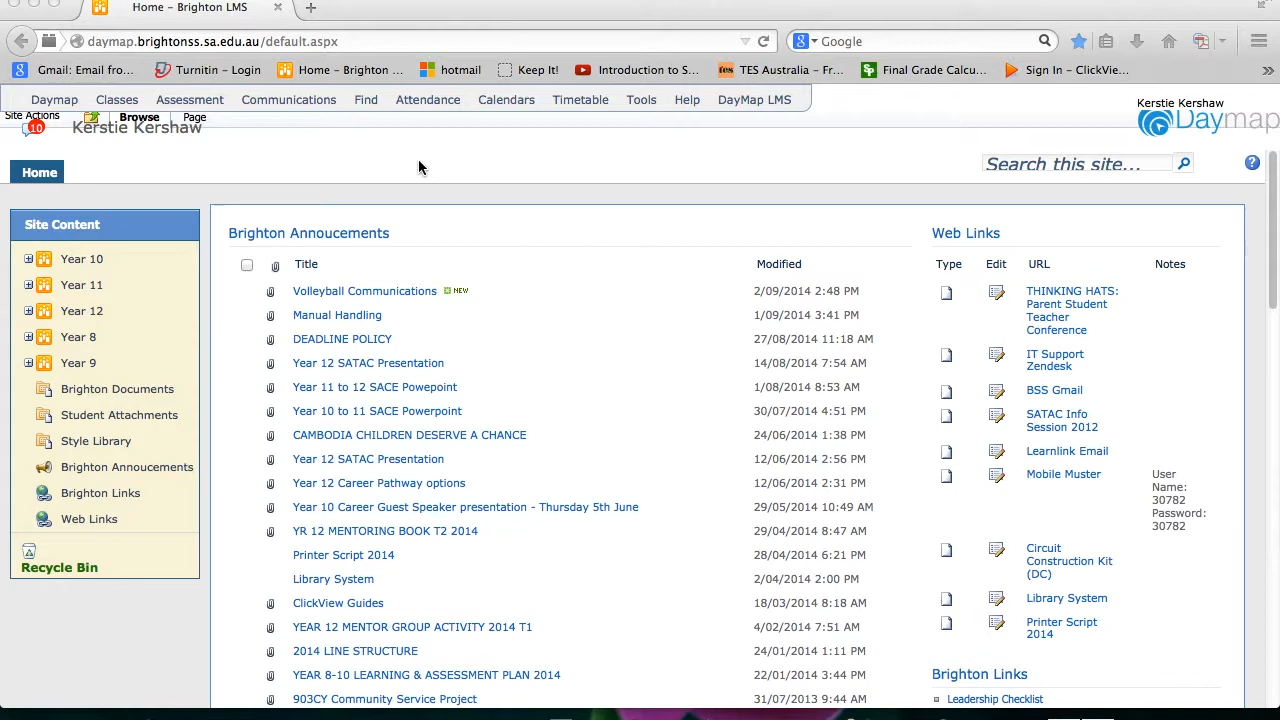 Home – Brighton LMS
daymap.brightonss.sa.edu.au/default.aspx
Google
Gmail: Email fro... Turnitin – Login Home – Brighton ... hotmail Keep It! Introduction to S... TES Australia – Fr... Final Grade Calcu... Sign In – ClickVie...
Daymap Classes Assessment Communications Find Attendance Calendars Timetable Tools Help DayMap LMS
Kerstie Kershaw
Site Actions Browse Page
10 Kerstie Kershaw
Daymap
Home
Search this site...
Site Content
Year 10
Year 11
Year 12
Year 8
Year 9
Brighton Documents
Student Attachments
Style Library
Brighton Annoucements
Brighton Links
Web Links
Recycle Bin
Brighton Annoucements
Title Modified
Volleyball Communications NEW 2/09/2014 2:48 PM
Manual Handling 1/09/2014 3:41 PM
DEADLINE POLICY 27/08/2014 11:18 AM
Year 12 SATAC Presentation 14/08/2014 7:54 AM
Year 11 to 12 SACE Powepoint 1/08/2014 8:53 AM
Year 10 to 11 SACE Powerpoint 30/07/2014 4:51 PM
CAMBODIA CHILDREN DESERVE A CHANCE 24/06/2014 1:38 PM
Year 12 SATAC Presentation 12/06/2014 2:56 PM
Year 12 Career Pathway options 12/06/2014 2:31 PM
Year 10 Career Guest Speaker presentation - Thursday 5th June 29/05/2014 10:49 AM
YR 12 MENTORING BOOK T2 2014 29/04/2014 8:47 AM
Printer Script 2014 28/04/2014 6:21 PM
Library System 2/04/2014 2:00 PM
ClickView Guides 18/03/2014 8:18 AM
YEAR 12 MENTOR GROUP ACTIVITY 2014 T1 4/02/2014 7:51 AM
2014 LINE STRUCTURE 24/01/2014 1:11 PM
YEAR 8-10 LEARNING & ASSESSMENT PLAN 2014 22/01/2014 3:44 PM
903CY Community Service Project 31/07/2013 9:44 AM
Web Links
Type Edit URL Notes
THINKING HATS:
Parent Student
Teacher
Conference
IT Support
Zendesk
BSS Gmail
SATAC Info
Session 2012
Learnlink Email
Mobile Muster User
Name:
30782
Password:
30782
Circuit
Construction Kit
(DC)
Library System
Printer Script
2014
Brighton Links
Leadership Checklist